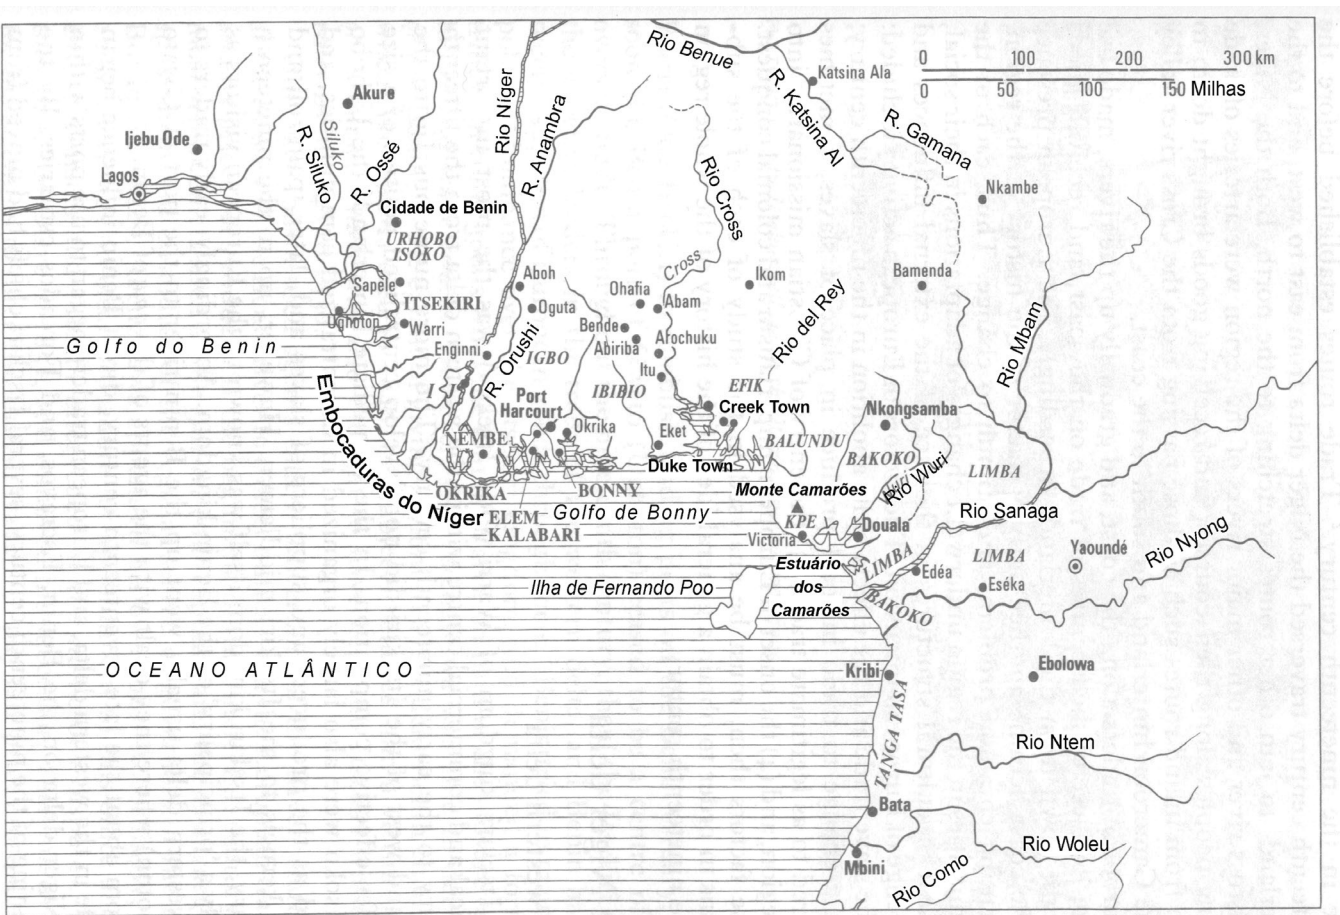 Rio Benue
Katsina Ala
0 100 200 300 km
0 50 100 150 Milhas
Akure
Ijebu Ode
Lagos
R. Siluko
Siluko
R. Ossé
Rio Níger
R. Anambra
R. Katsina Al
R. Gamana
Nkambe
Rio Cross
Cross
Cidade de Benin
URHOBO
ISOKO
Sapele
ITSEKIRI
Ughoton
Warri
Golfo do Benin
Aboh
Oguta
Enginni
R. Orushi
IGBO
IJO
Ohafia
Abam
Bende
Abiriba
Arochuku
Itu
IBIBIO
Ikom
Bamenda
Rio del Rey
Rio Mbam
EFIK
Creek Town
Nkongsamba
Port
Harcourt
Okrika
Eket
NEMBE
Duke Town
BALUNDU
BAKOKO
Wuri
Rio Wuri
LIMBA
Embocaduras do Níger
OKRIKA
BONNY
ELEM
KALABARI
Golfo de Bonny
Monte Camarões
KPE
Victoria
Douala
Rio Sanaga
LIMBA
LIMBA
Yaoundé
Rio Nyong
Estuário
dos
Camarões
Edéa
Eséka
Ilha de Fernando Poo
BAKOKO
OCEANO ATLÂNTICO
Kribi
Ebolowa
TANGA TASA
Rio Ntem
Bata
Mbini
Rio Woleu
Rio Como